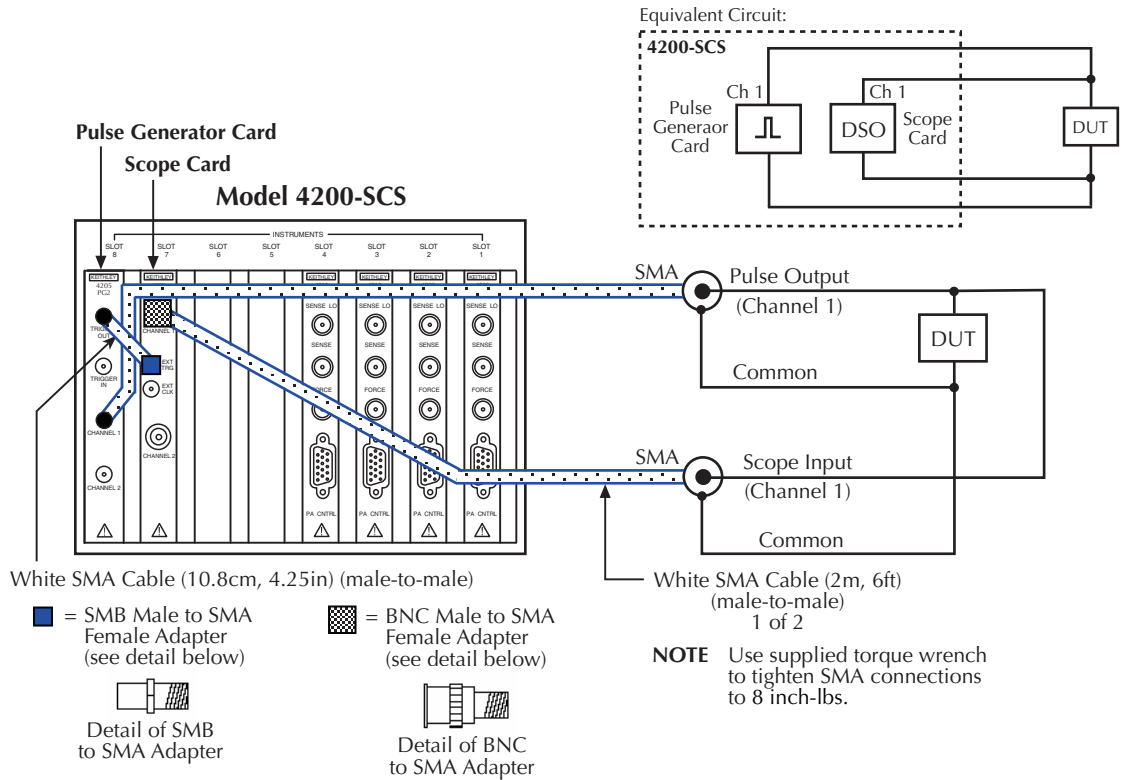 Equivalent Circuit:
4200-SCS
Ch 1
Pulse
Generaor
Card
Ch 1
DSO
Scope
Card
DUT
Pulse Generator Card
Scope Card
Model 4200-SCS
INSTRUMENTS
SLOT
8
SLOT
7
SLOT
6
SLOT
5
SLOT
4
SLOT
3
SLOT
2
SLOT
1
KEITHLEY
4205
PG2
TRIGGER
IN
CHANNEL 1
CHANNEL 2
KEITHLEY
CHANNEL 1
EXT
TRG
EXT
CLK
CHANNEL 2
KEITHLEY
SENSE LO
SENSE
FORCE
PA CNTRL
KEITHLEY
SENSE LO
SENSE
FORCE
PA CNTRL
KEITHLEY
SENSE LO
SENSE
FORCE
PA CNTRL
KEITHLEY
SENSE LO
SENSE
FORCE
PA CNTRL
SMA
Pulse Output
(Channel 1)
DUT
Common
SMA
Scope Input
(Channel 1)
Common
White SMA Cable (10.8cm, 4.25in) (male-to-male)
White SMA Cable (2m, 6ft)
(male-to-male)
1 of 2
= SMB Male to SMA
Female Adapter
(see detail below)
Detail of SMB
to SMA Adapter
= BNC Male to SMA
Female Adapter
(see detail below)
Detail of BNC
to SMA Adapter
NOTE Use supplied torque wrench
to tighten SMA connections
to 8 inch-lbs.